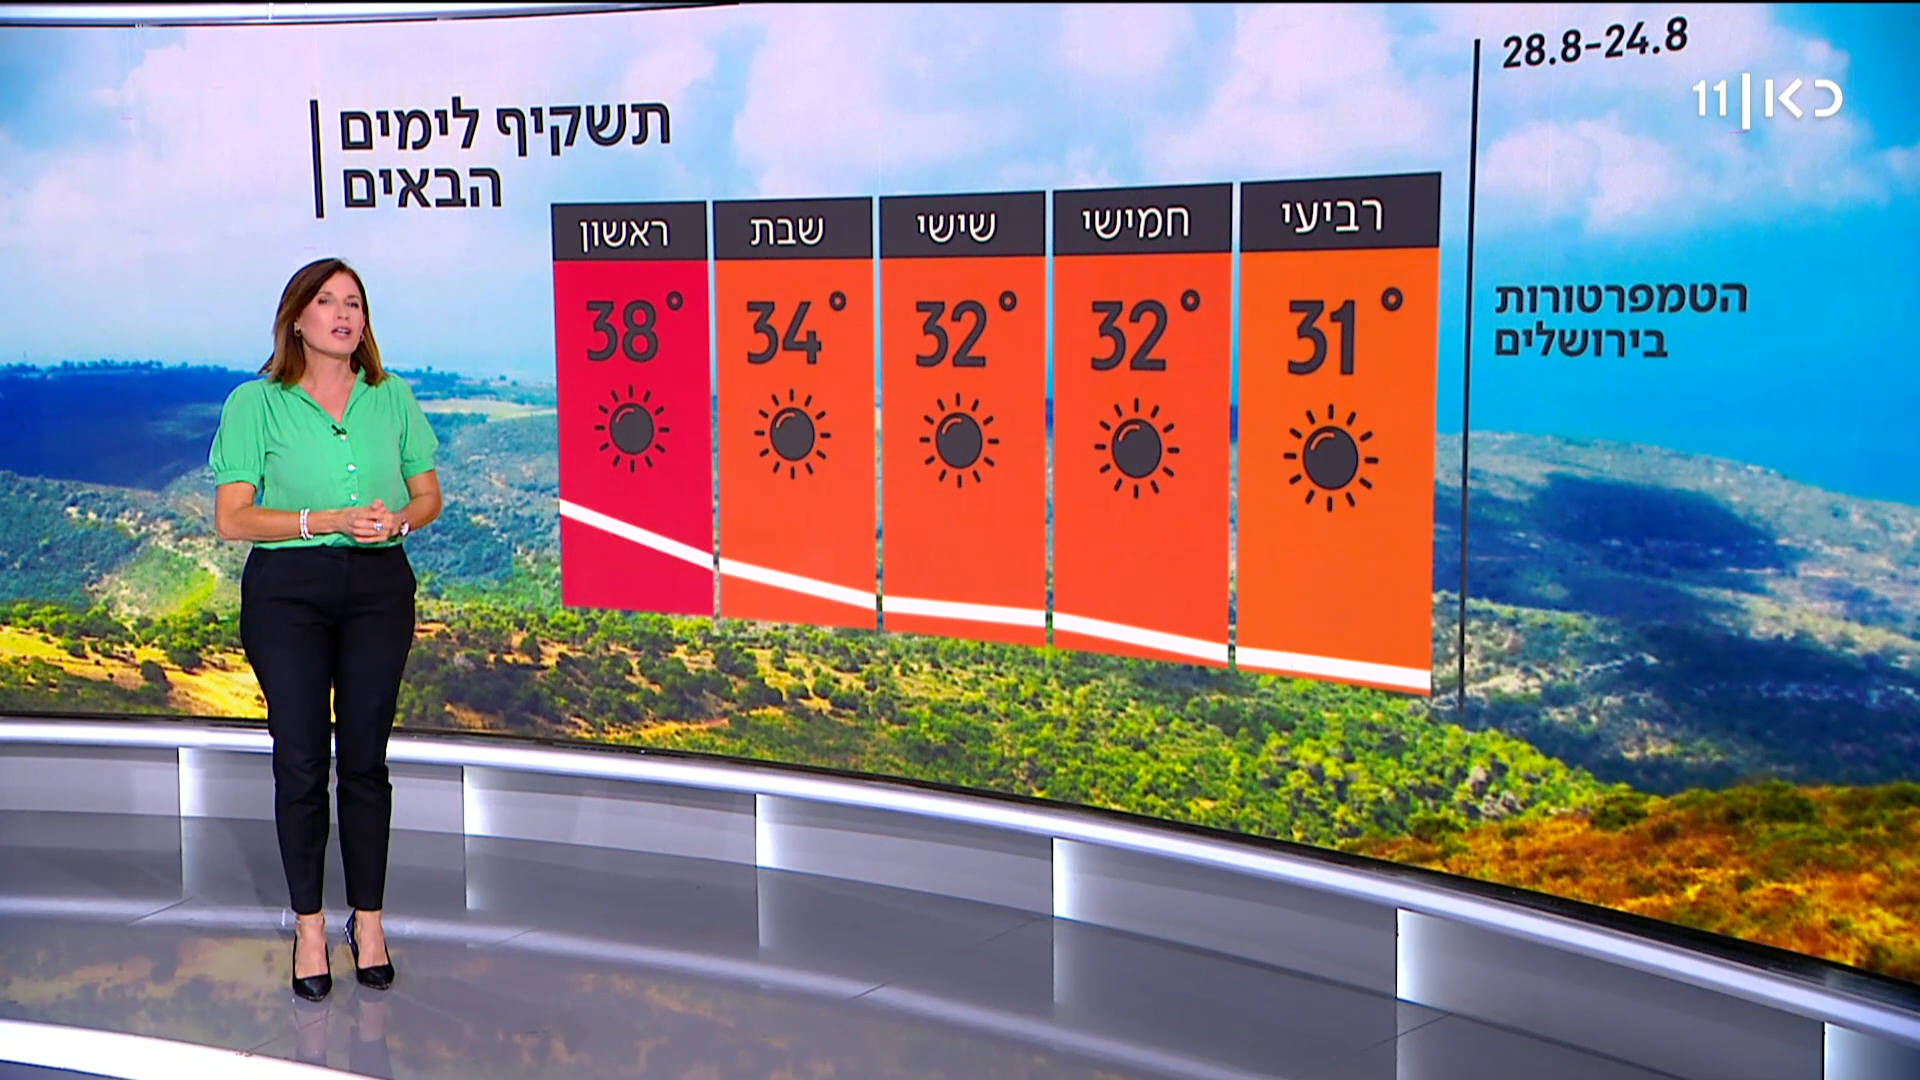 28.8-24.8
כאן 11
תשקיף לימים
הבאים
רביעי
חמישי
שישי
שבת
ראשון
31°
32°
32°
34°
38°
הטמפרטורות
בירושלים